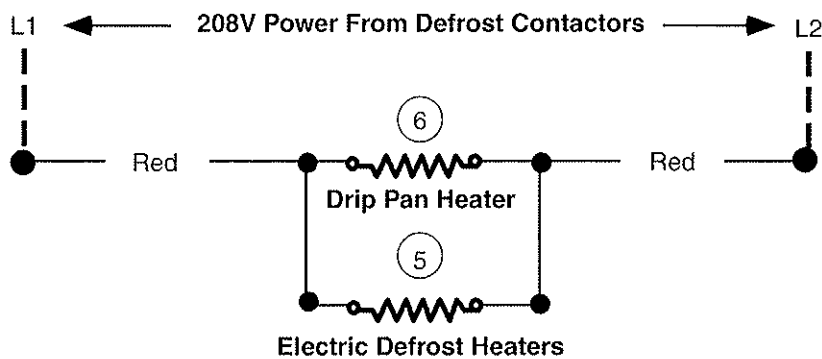 L1 208V Power From Defrost Contactors L2
6
Red Red
Drip Pan Heater
5
Electric Defrost Heaters